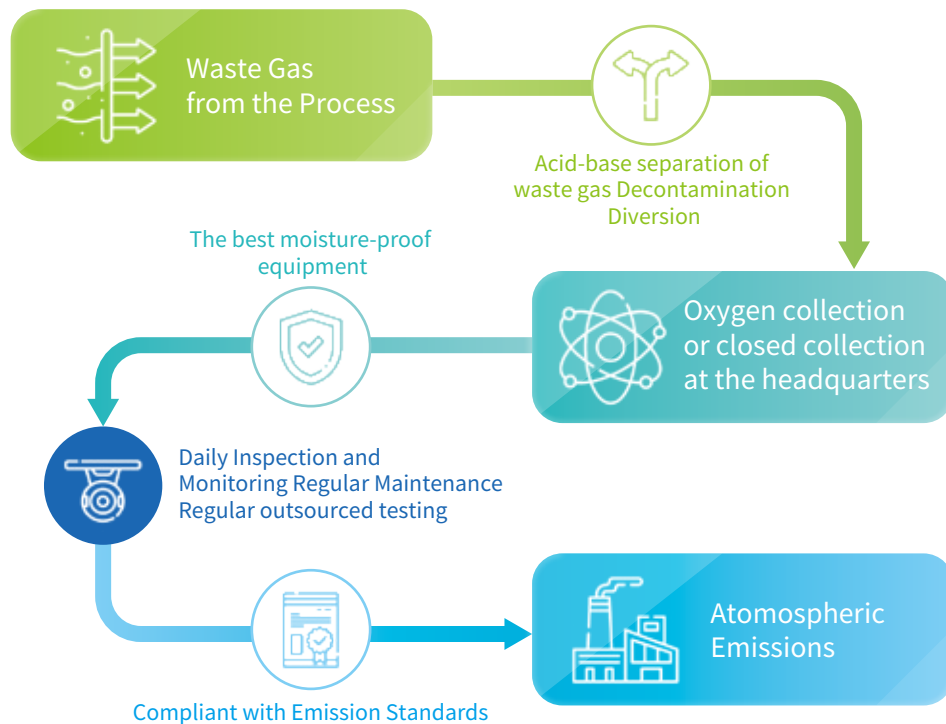 Waste Gas
from the Process
Acid-base separation of
waste gas Decontamination
Diversion
The best moisture-proof
equipment
Oxygen collection
or closed collection
at the headquarters
Daily Inspection and
Monitoring Regular Maintenance
Regular outsourced testing
Atomospheric
Emissions
Compliant with Emission Standards